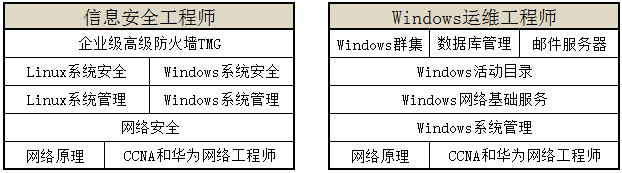 信息安全工程师
企业级高级防火墙TMG
Linux系统安全 Windows系统安全
Linux系统管理 Windows系统管理
网络安全
网络原理 CCNA和华为网络工程师
Windows运维工程师
Windows群集 数据库管理 邮件服务器
Windows活动目录
Windows网络基础服务
Windows系统管理
网络原理 CCNA和华为网络工程师